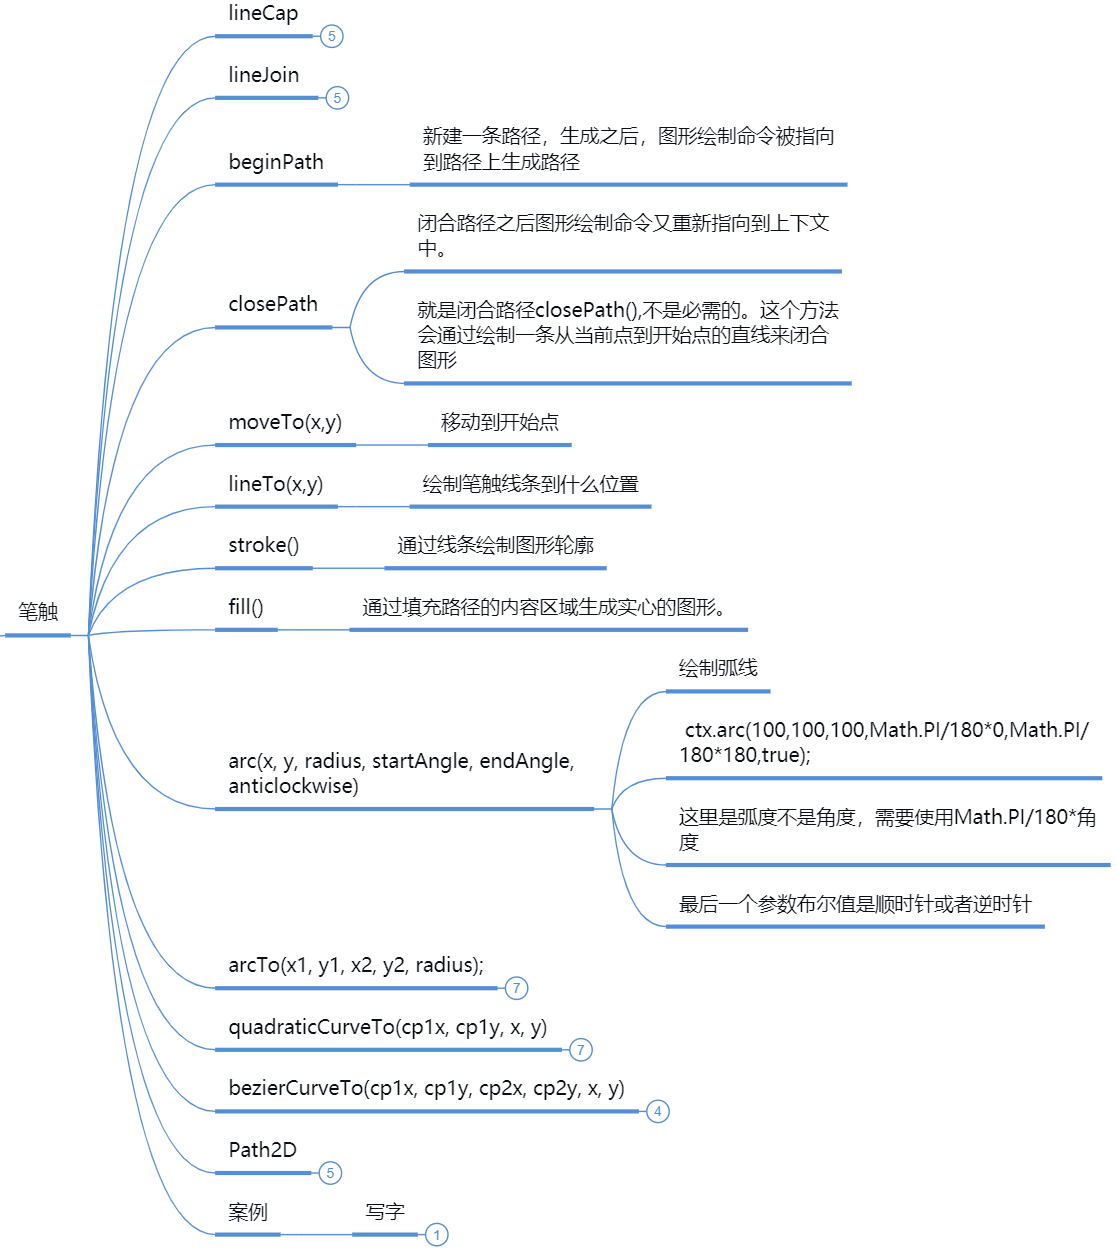 笔触
lineCap
5
lineJoin
5
beginPath
新建一条路径，生成之后，图形绘制命令被指向
到路径上生成路径
closePath
闭合路径之后图形绘制命令又重新指向到上下文
中。
就是闭合路径closePath(),不是必需的。这个方法
会通过绘制一条从当前点到开始点的直线来闭合
图形
moveTo(x,y)
移动到开始点
lineTo(x,y)
绘制笔触线条到什么位置
stroke()
通过线条绘制图形轮廓
fill()
通过填充路径的内容区域生成实心的图形。
arc(x, y, radius, startAngle, endAngle,
anticlockwise)
绘制弧线
ctx.arc(100,100,100,Math.PI/180*0,Math.PI/
180*180,true);
这里是弧度不是角度，需要使用Math.PI/180*角
度
最后一个参数布尔值是顺时针或者逆时针
arcTo(x1, y1, x2, y2, radius);
7
quadraticCurveTo(cp1x, cp1y, x, y)
7
bezierCurveTo(cp1x, cp1y, cp2x, cp2y, x, y)
4
Path2D
5
案例
写字
1